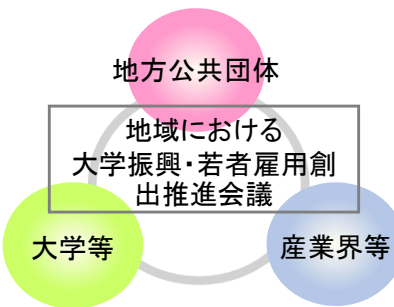 地方公共団体
地域における
大学振興・若者雇用創
出推進会議
大学等
産業界等